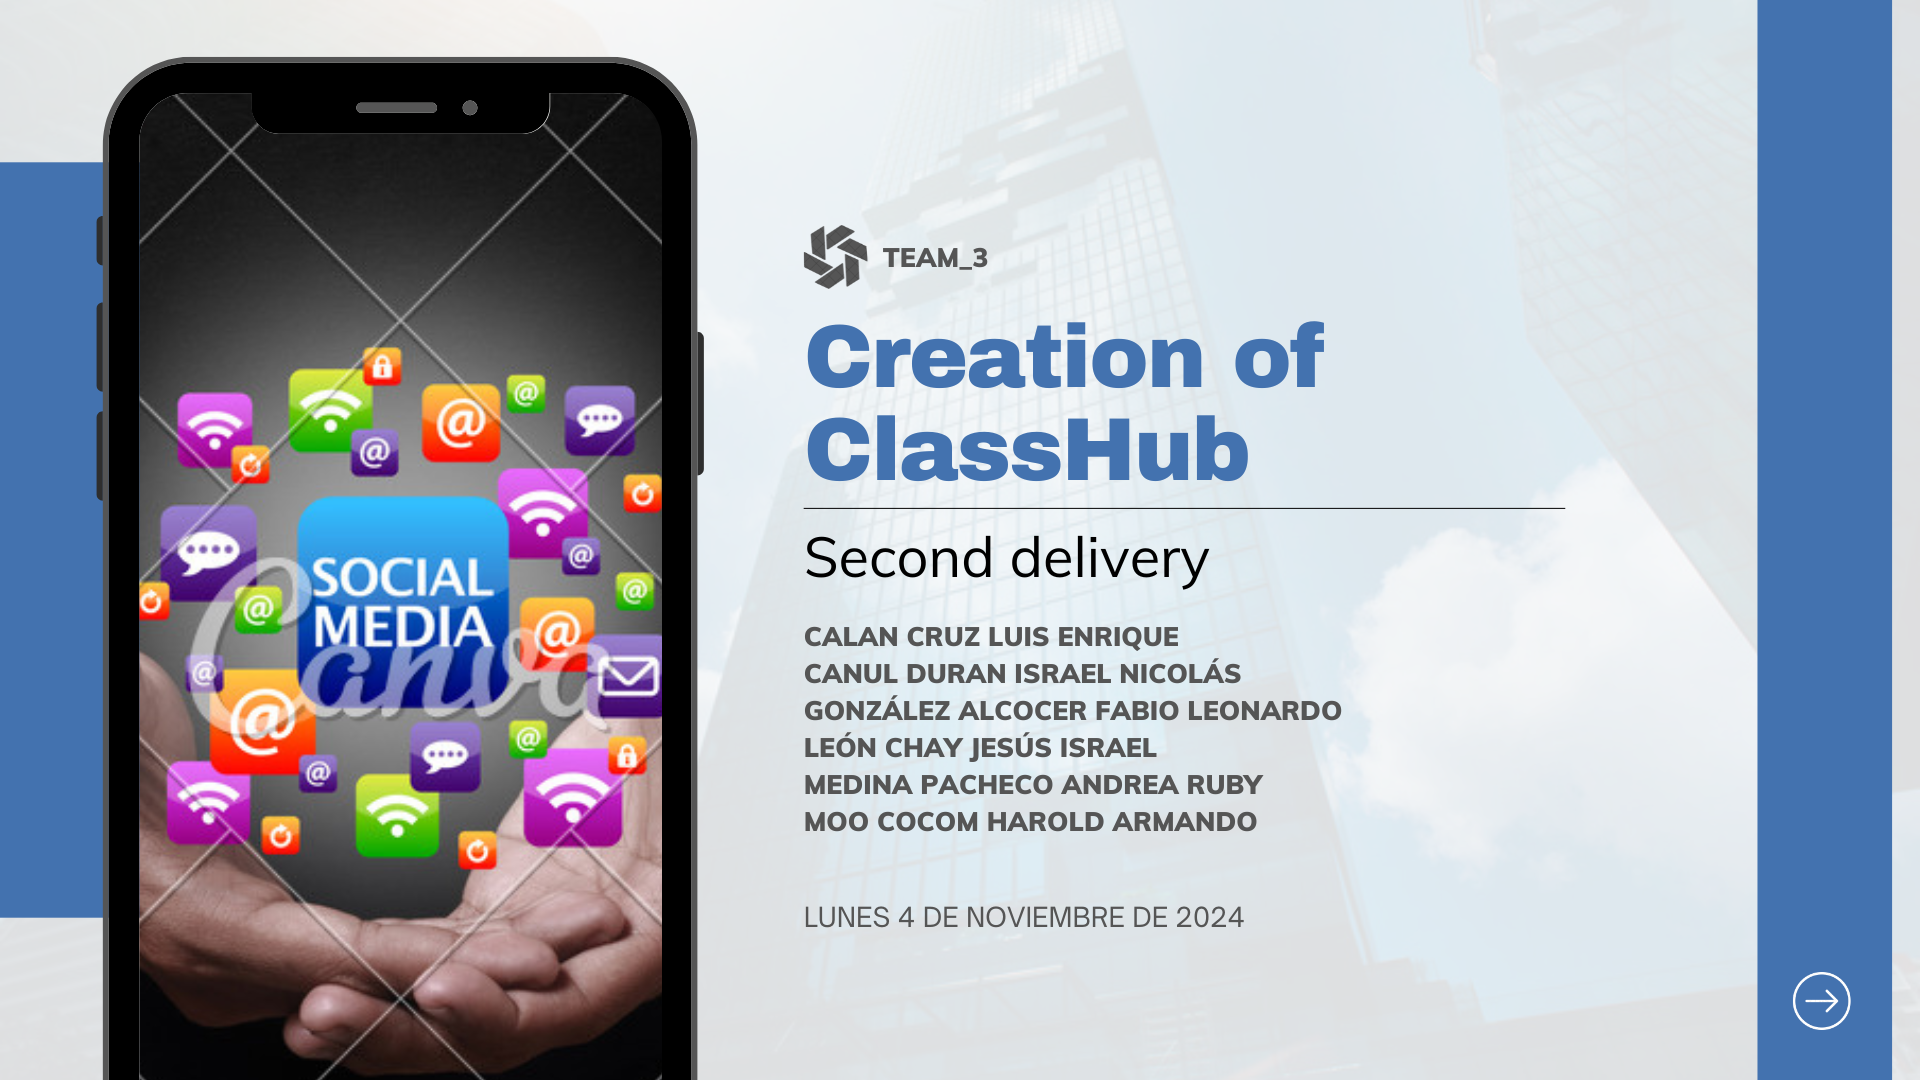 TEAM_3
Creation of
ClassHub
Second delivery
CALAN CRUZ LUIS ENRIQUE
CANUL DURAN ISRAEL NICOLÁS
GONZÁLEZ ALCOCER FABIO LEONARDO
LEÓN CHAY JESÚS ISRAEL
MEDINA PACHECO ANDREA RUBY
MOO COCOM HAROLD ARMANDO
LUNES 4 DE NOVIEMBRE DE 2024
SOCIAL
MEDIA
Canva